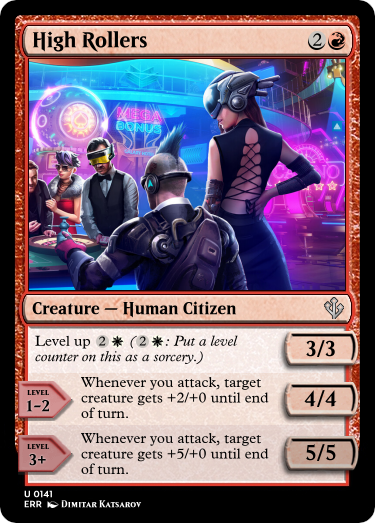 High Rollers 2
MEGA
BONUS
Creature — Human Citizen
Level up 2 (2 : Put a level
counter on this as a sorcery.)
3/3
LEVEL
1-2
Whenever you attack, target
creature gets +2/+0 until end
of turn.
4/4
LEVEL
3+
Whenever you attack, target
creature gets +5/+0 until end
of turn.
5/5
U 0141
ERR DIMITAR KATSAROV